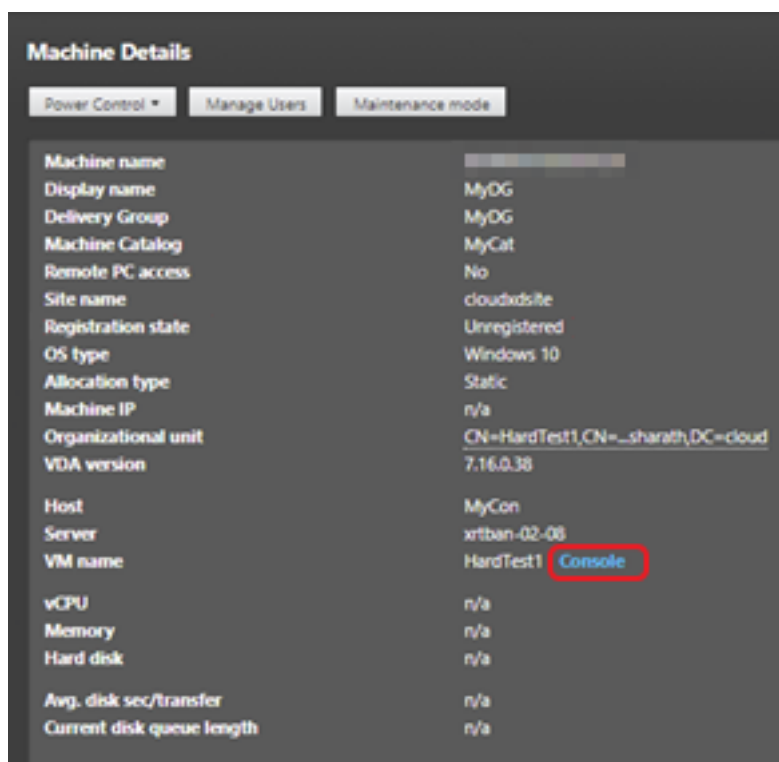 Machine Details
Power Control Manage Users Maintenance mode
Machine name
Display name MyDG
Delivery Group MyDG
Machine Catalog MyCat
Remote PC access No
Site name cloudxdsite
Registration state Unregistered
OS type Windows 10
Allocation type Static
Machine IP n/a
Organizational unit CN=HardTest1,CN=...sharath,DC=cloud
VDA version 7.16.0.38
Host MyCon
Server xrtban-02-08
VM name HardTest1 Console
vCPU n/a
Memory n/a
Hard disk n/a
Avg. disk sec/transfer n/a
Current disk queue length n/a